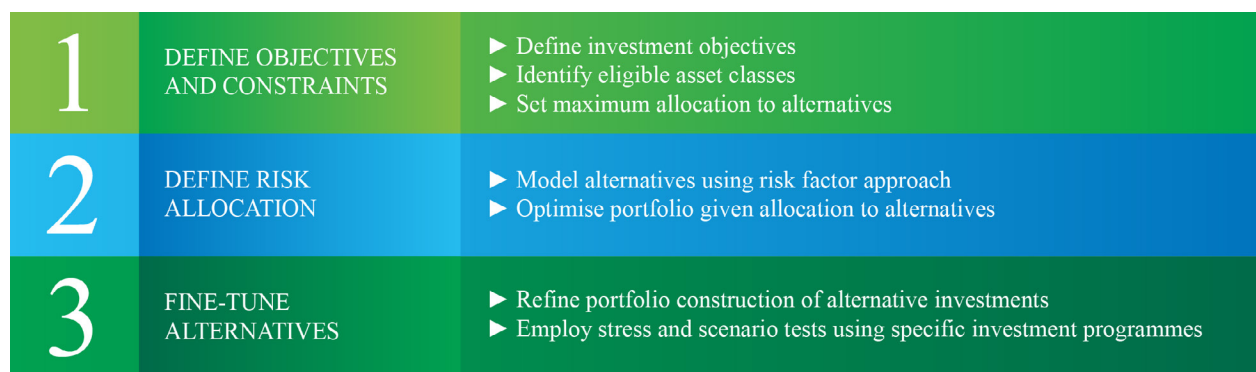 1
DEFINE OBJECTIVES
AND CONSTRAINTS
► Define investment objectives
► Identify eligible asset classes
► Set maximum allocation to alternatives
2
DEFINE RISK
ALLOCATION
► Model alternatives using risk factor approach
► Optimise portfolio given allocation to alternatives
3
FINE-TUNE
ALTERNATIVES
► Refine portfolio construction of alternative investments
► Employ stress and scenario tests using specific investment programmes